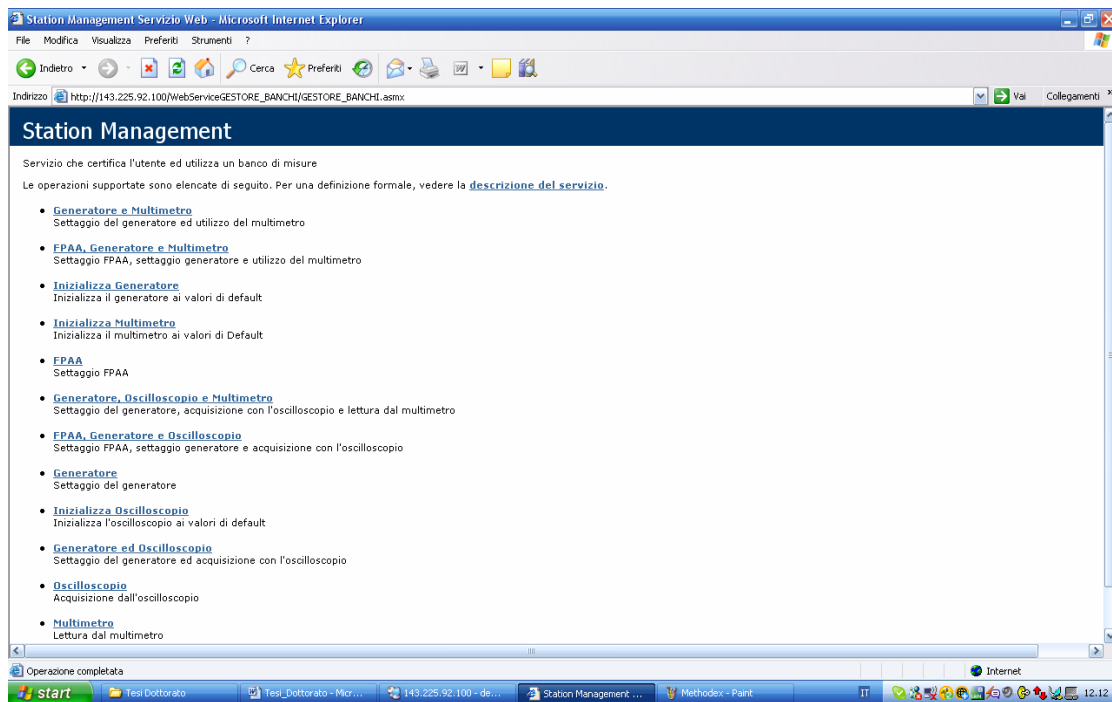 Station Management Servizio Web - Microsoft Internet Explorer
File Modifica Visualizza Preferiti Strumenti ?
Indietro Cerca Preferiti
Indirizzo http://143.225.92.100/WebServiceGESTORE_BANCHI/GESTORE_BANCHI.asmx Vai Collegamenti »
Station Management
Servizio che certifica l'utente ed utilizza un banco di misure
Le operazioni supportate sono elencate di seguito. Per una definizione formale, vedere la descrizione del servizio.
Generatore e Multimetro
Settaggio del generatore ed utilizzo del multimetro
FPAA, Generatore e Multimetro
Settaggio FPAA, settaggio generatore e utilizzo del multimetro
Inizializza Generatore
Inizializza il generatore ai valori di default
Inizializza Multimetro
Inizializza il multimetro ai valori di Default
FPAA
Settaggio FPAA
Generatore, Oscilloscopio e Multimetro
Settaggio del generatore, acquisizione con l'oscilloscopio e lettura dal multimetro
FPAA, Generatore e Oscilloscopio
Settaggio FPAA, settaggio generatore e acquisizione con l'oscilloscopio
Generatore
Settaggio del generatore
Inizializza Oscilloscopio
Inizializza l'oscilloscopio ai valori di default
Generatore ed Oscilloscopio
Settaggio del generatore ed acquisizione con l'oscilloscopio
Oscilloscopio
Acquisizione dall'oscilloscopio
Multimetro
Lettura dal multimetro
Operazione completata Internet
start Tesi Dottorato Tesi_Dottorato - Micr... 143.225.92.100 - de... Station Management ... Methodex - Paint IT 12.12